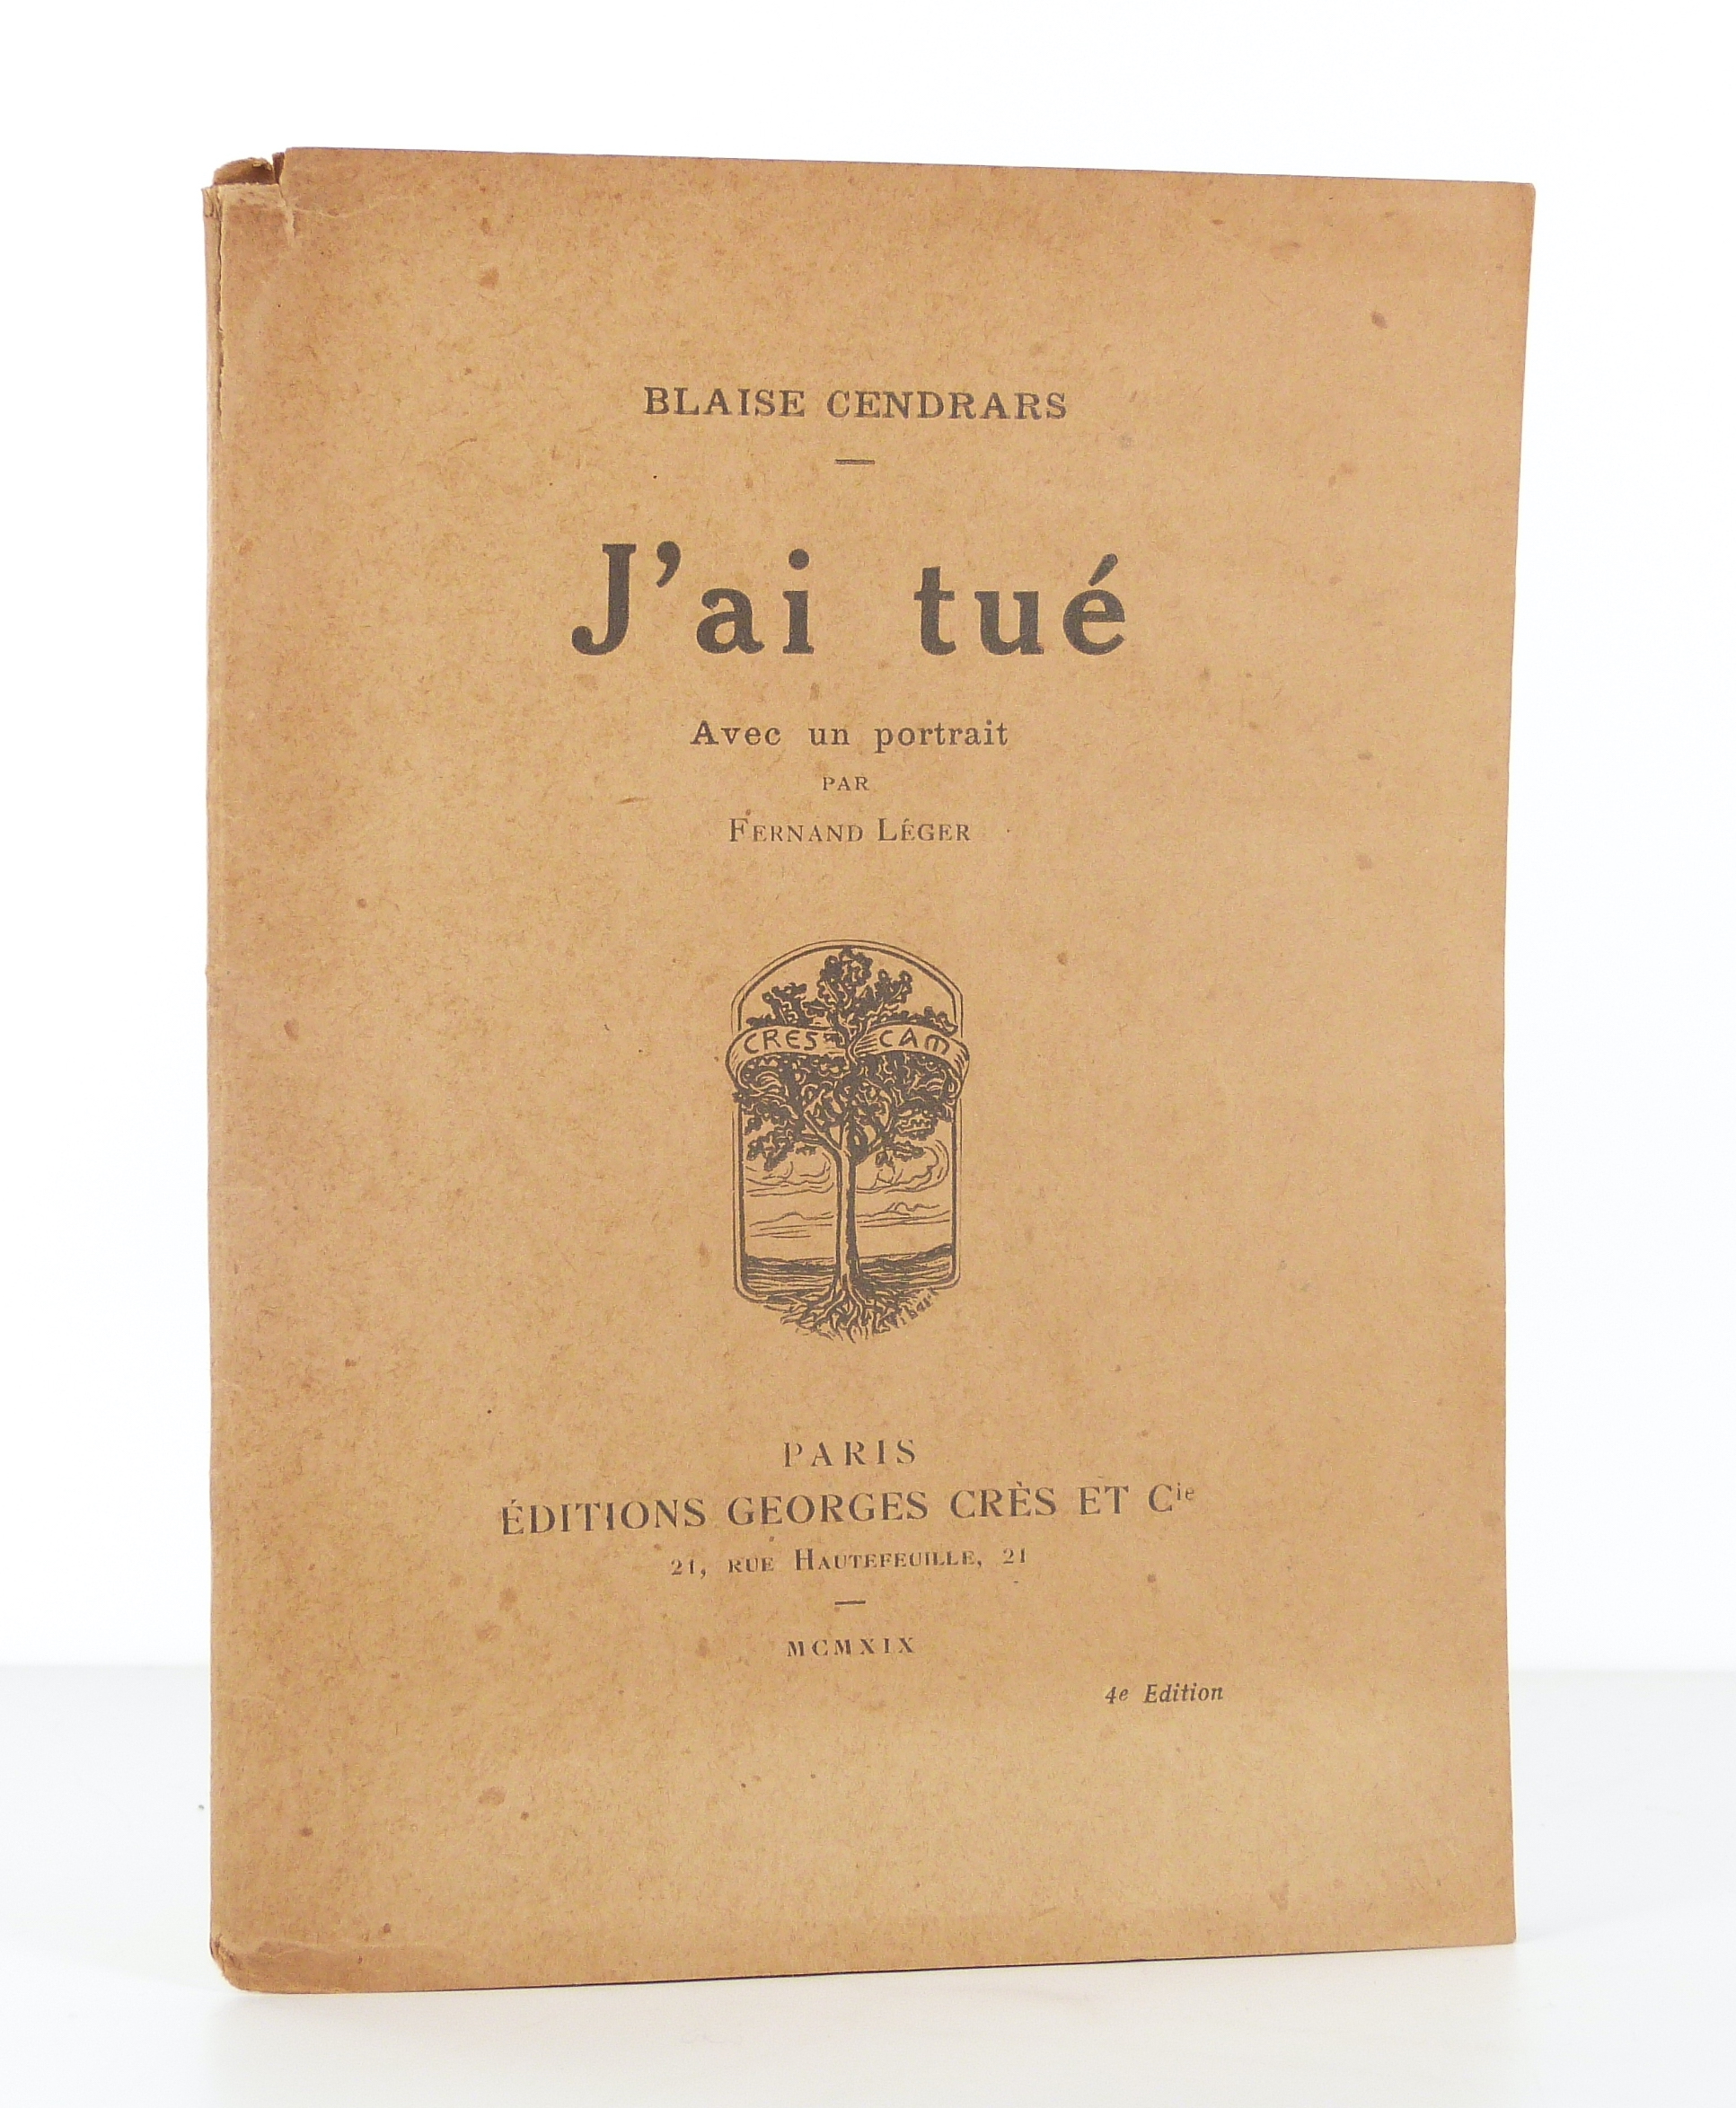 BLAISE CENDRARS
J'ai tué
Avec un portrait
PAR
FERNAND LÉGER
CRES CAM
PARIS
ÉDITIONS GEORGES CRÈS ET Cie
21, RUE HAUTEFEUILLE, 21
MCMXIX
4e Edition